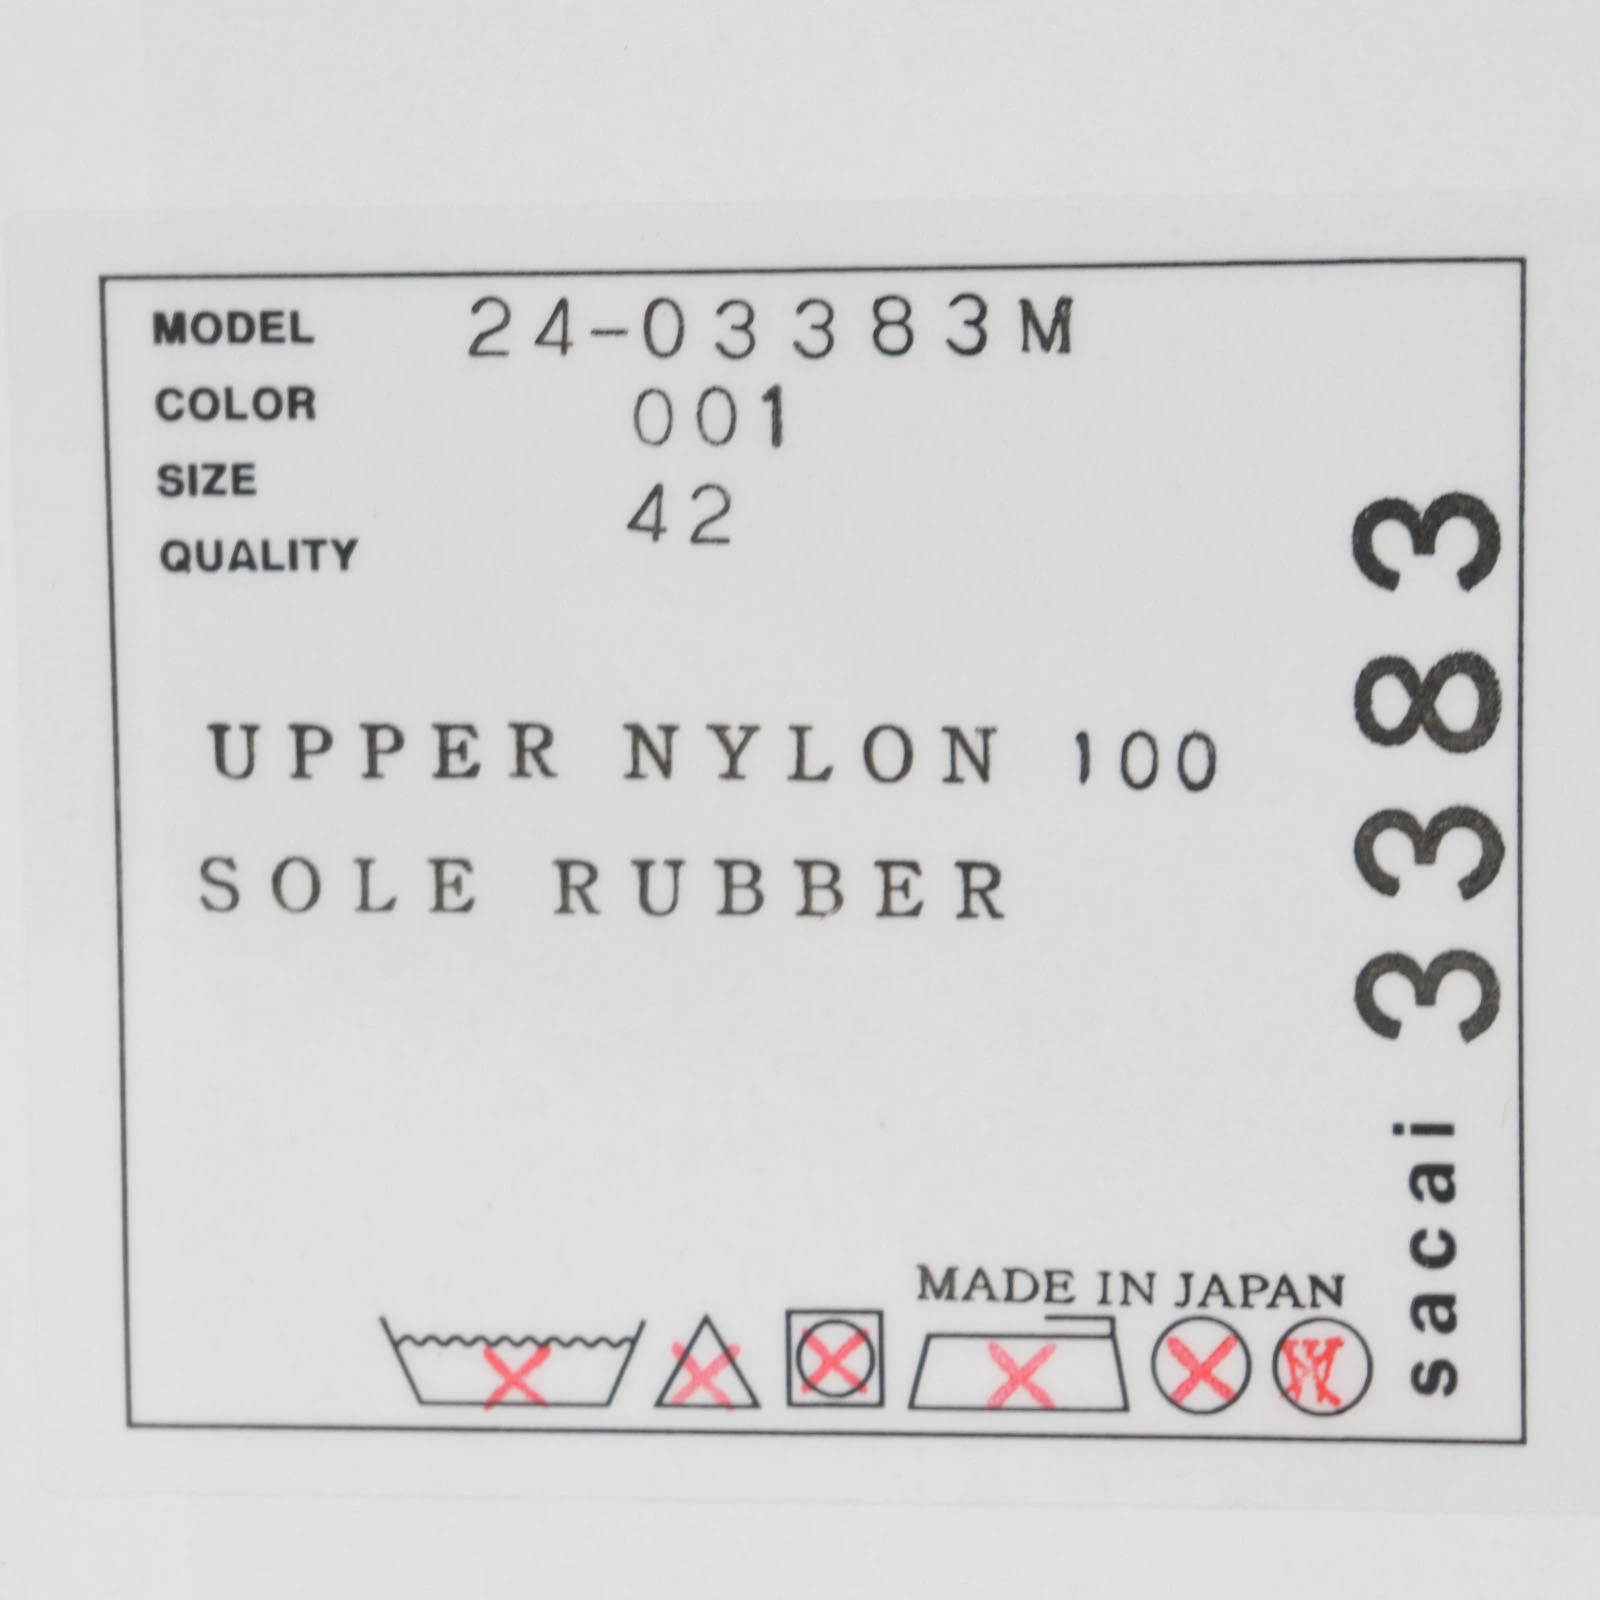 MODEL 24-03383M
COLOR 001
SIZE 42
QUALITY
UPPER NYLON 100
SOLE RUBBER
MADE IN JAPAN
W
sacai 3383